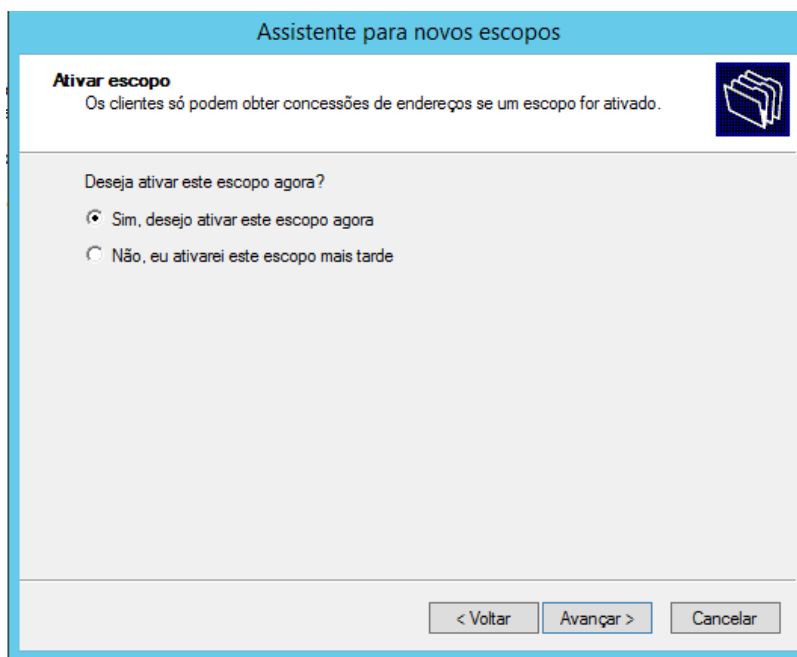 Assistente para novos escopos
Ativar escopo
Os clientes só podem obter concessões de endereços se um escopo for ativado.
Deseja ativar este escopo agora?
Sim, desejo ativar este escopo agora
Não, eu ativarei este escopo mais tarde
< Voltar
Avançar >
Cancelar